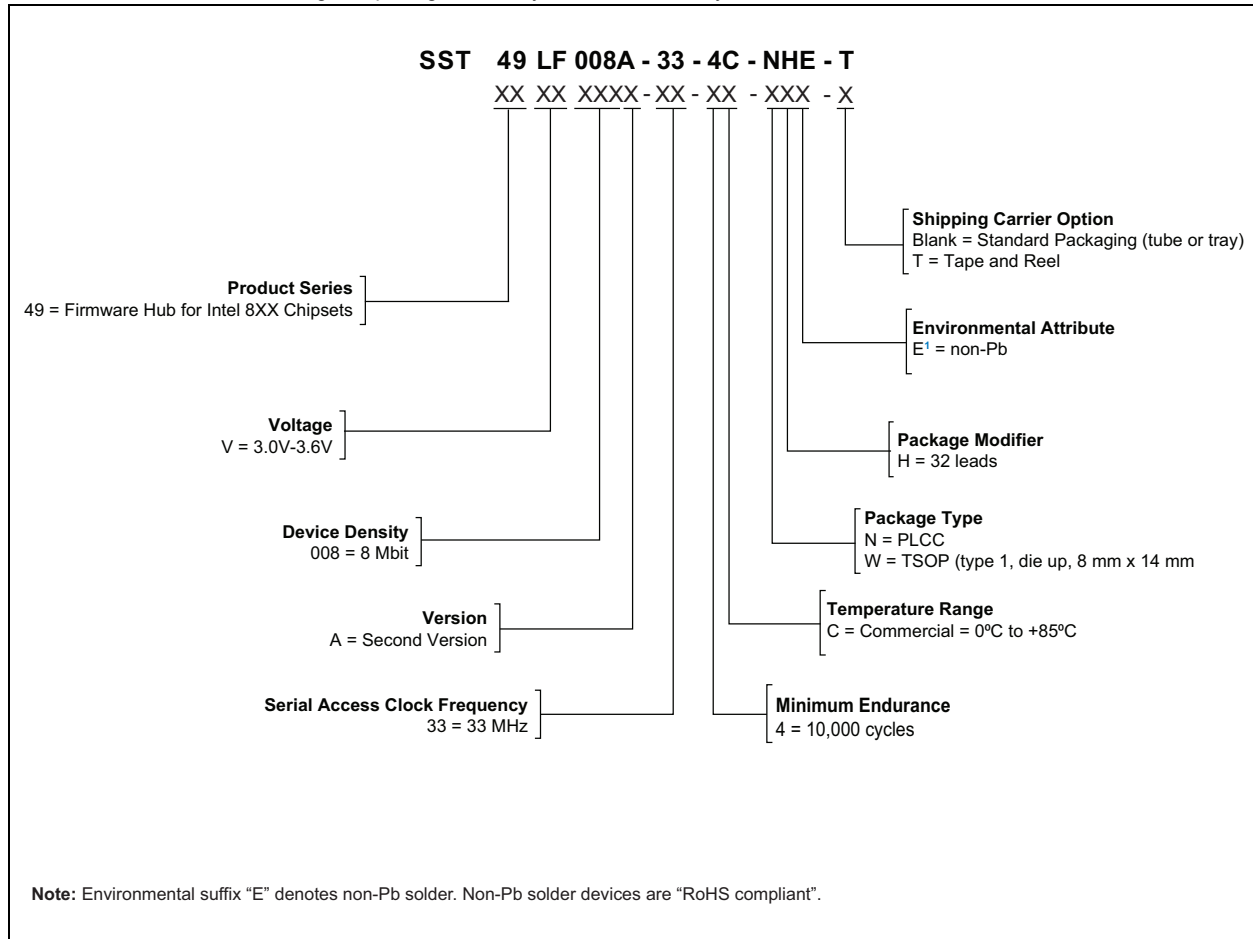 SST 49 LF 008A - 33 - 4C - NHE - T
XX XX XXXX - XX - XX - XXX - X
Shipping Carrier Option
Blank = Standard Packaging (tube or tray)
T = Tape and Reel
Product Series
49 = Firmware Hub for Intel 8XX Chipsets
Environmental Attribute
E¹ = non-Pb
Voltage
V = 3.0V-3.6V
Package Modifier
H = 32 leads
Device Density
008 = 8 Mbit
Package Type
N = PLCC
W = TSOP (type 1, die up, 8 mm x 14 mm
Version
A = Second Version
Temperature Range
C = Commercial = 0ºC to +85ºC
Serial Access Clock Frequency
33 = 33 MHz
Minimum Endurance
4 = 10,000 cycles
Note: Environmental suffix “E” denotes non-Pb solder. Non-Pb solder devices are “RoHS compliant”.